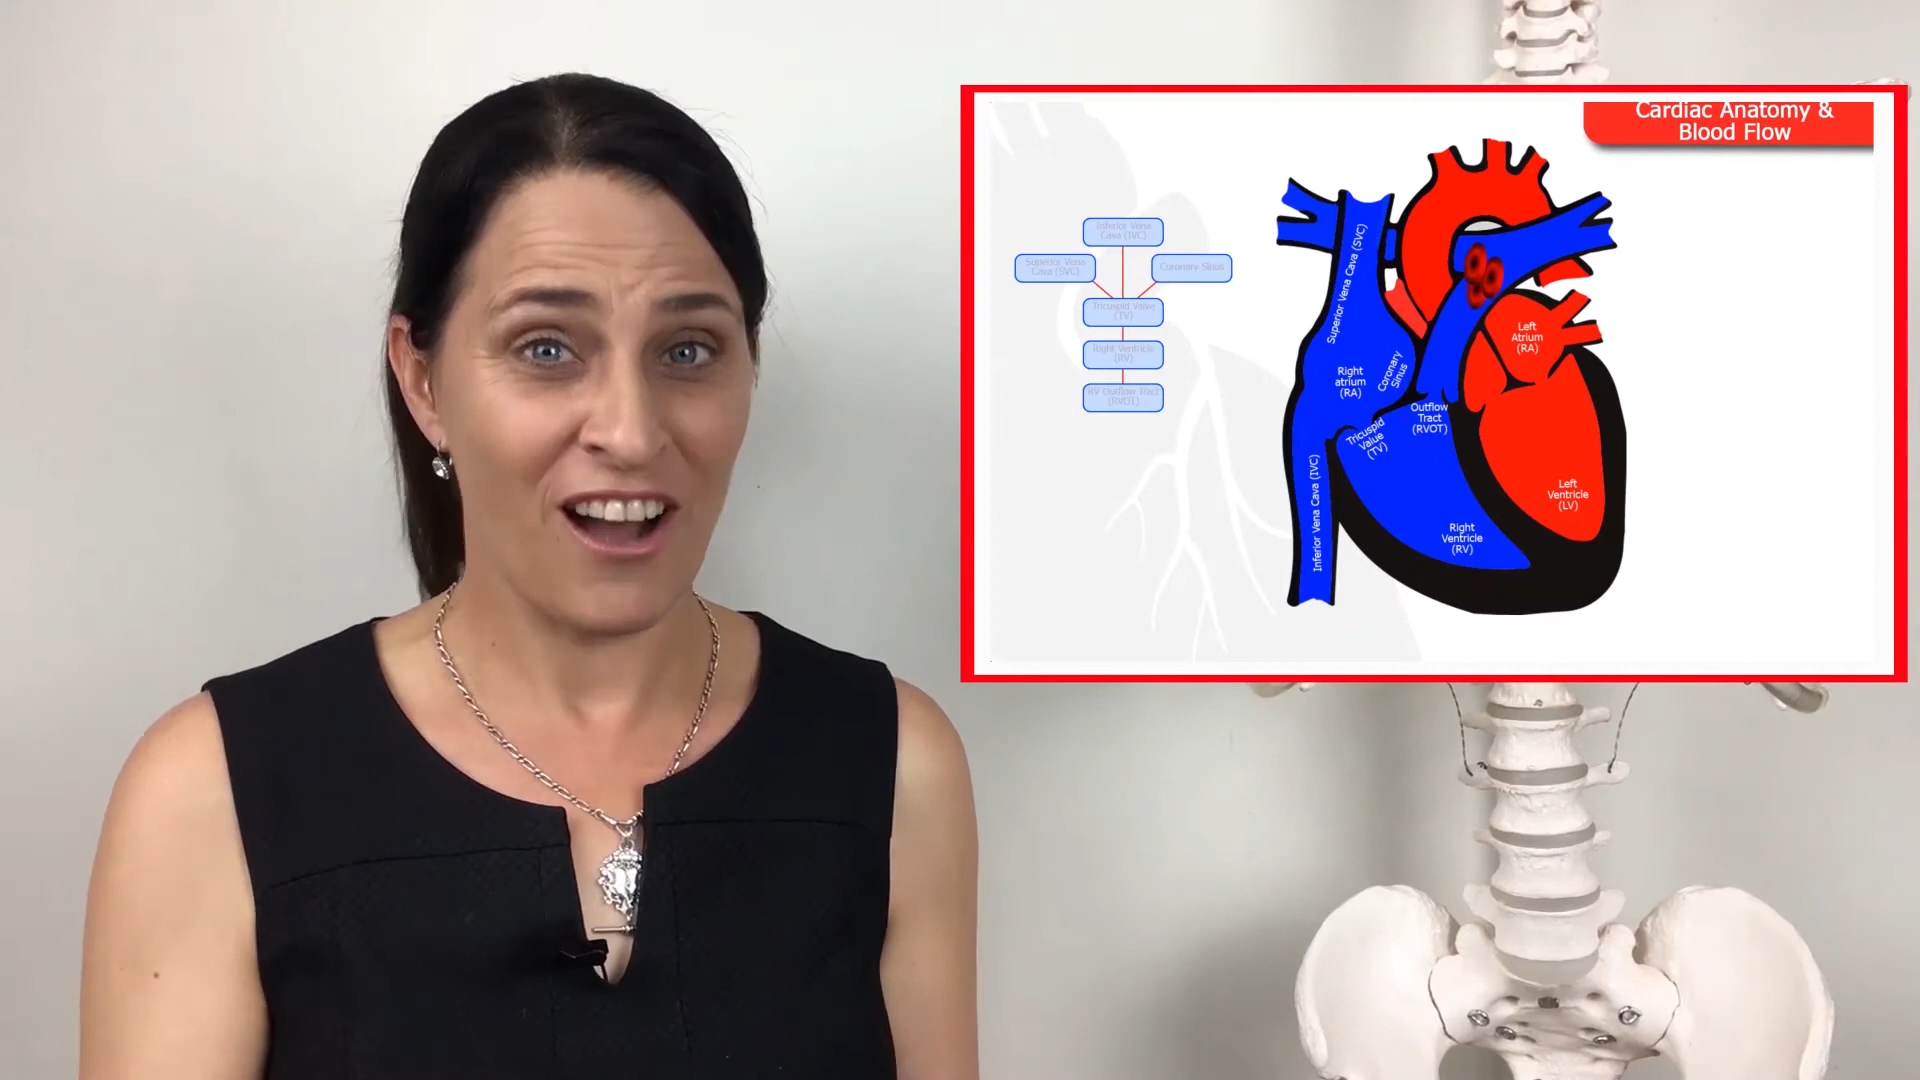 Cardiac Anatomy &
Blood Flow
Inferior Vena
Cava (IVC)
Superior Vena
Cava (SVC)
Coronary Sinus
Tricuspid Valve
(TV)
Right Ventricle
(RV)
RV Outflow Tract
(RVOT)
Superior Vena Cava (SVC)
Left
Atrium
(RA)
Right
atrium
(RA)
Coronary
Sinus
Outflow
Tract
(RVOT)
Tricuspid
Value
(TV)
Inferior Vena Cava (IVC)
Left
Ventricle
(LV)
Right
Ventricle
(RV)